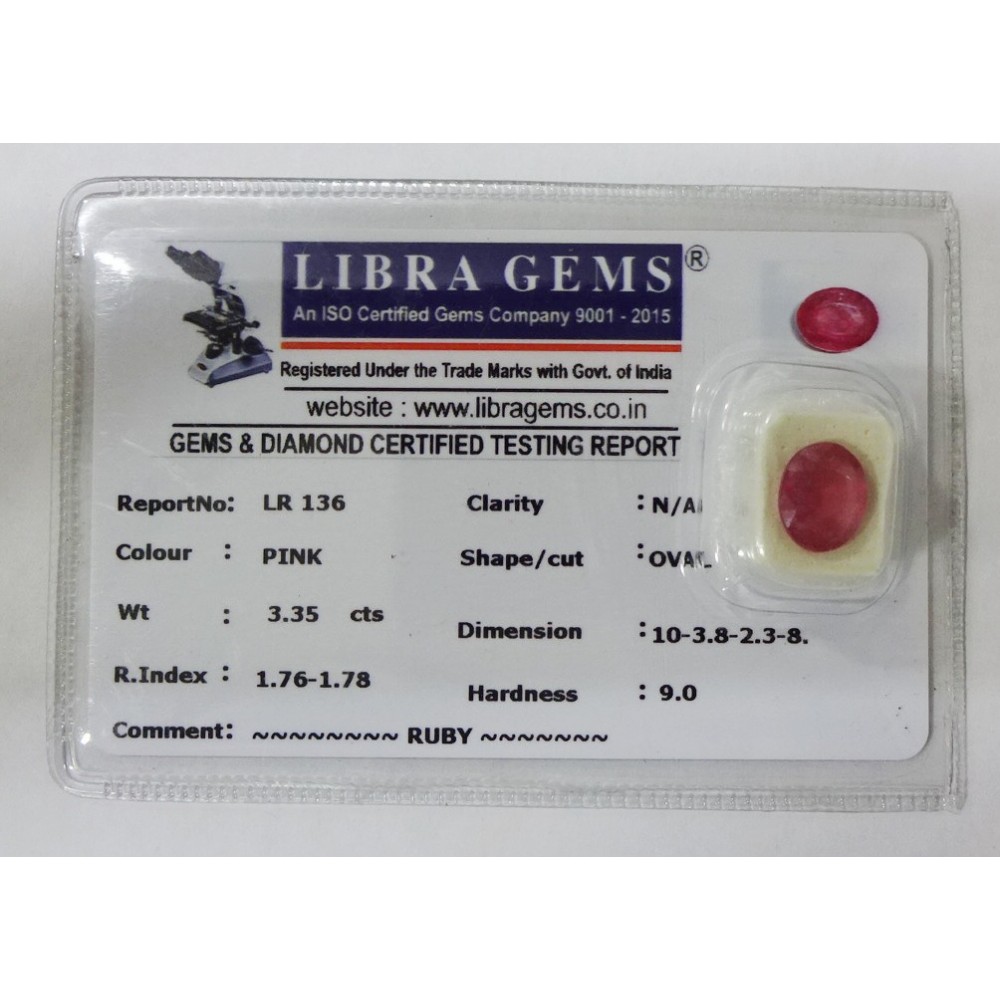 LIBRA GEMS®
An ISO Certified Gems Company 9001 - 2015
Registered Under the Trade Marks with Govt. of India
website : www.libragems.co.in
GEMS & DIAMOND CERTIFIED TESTING REPORT
ReportNo: LR 136 Clarity : N/A
Colour : PINK Shape/cut : OVAL
Wt : 3.35 cts Dimension : 10-3.8-2.3-8.
R.Index : 1.76-1.78 Hardness : 9.0
Comment: ~~~~~~~~ RUBY ~~~~~~~